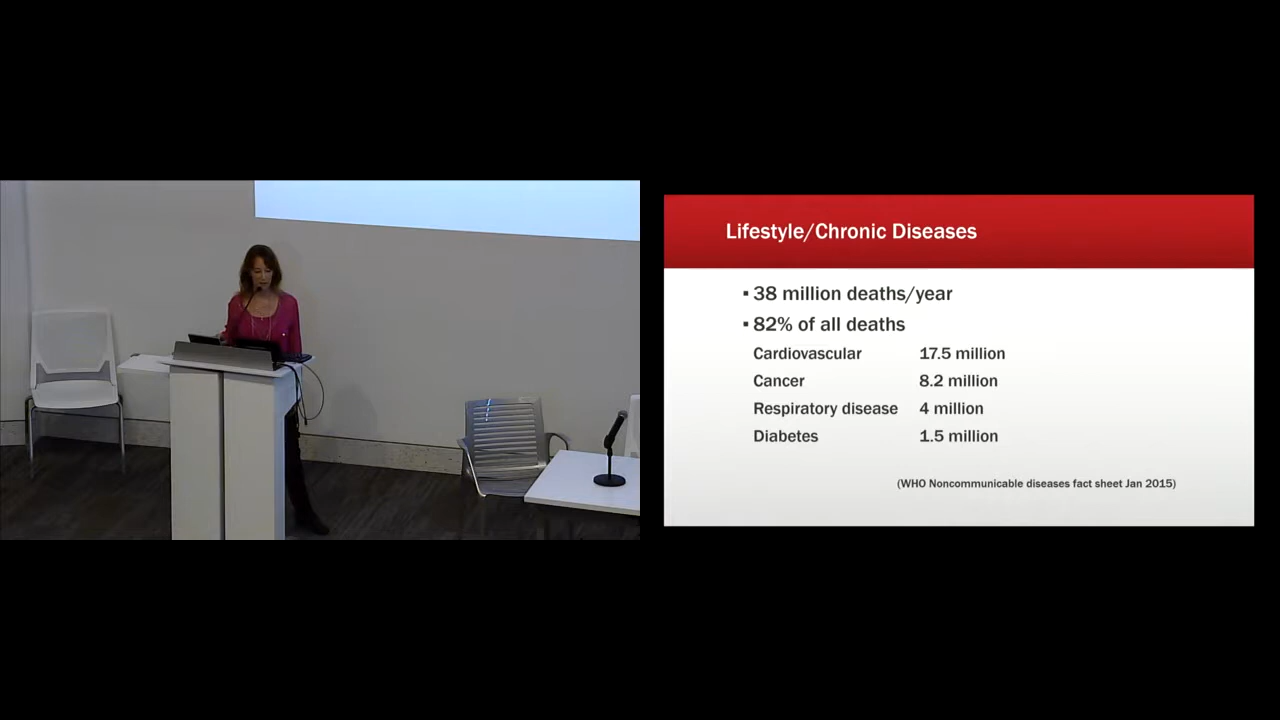 Lifestyle/Chronic Diseases
▪ 38 million deaths/year
▪ 82% of all deaths
Cardiovascular 17.5 million
Cancer 8.2 million
Respiratory disease 4 million
Diabetes 1.5 million
(WHO Noncommunicable diseases fact sheet Jan 2015)